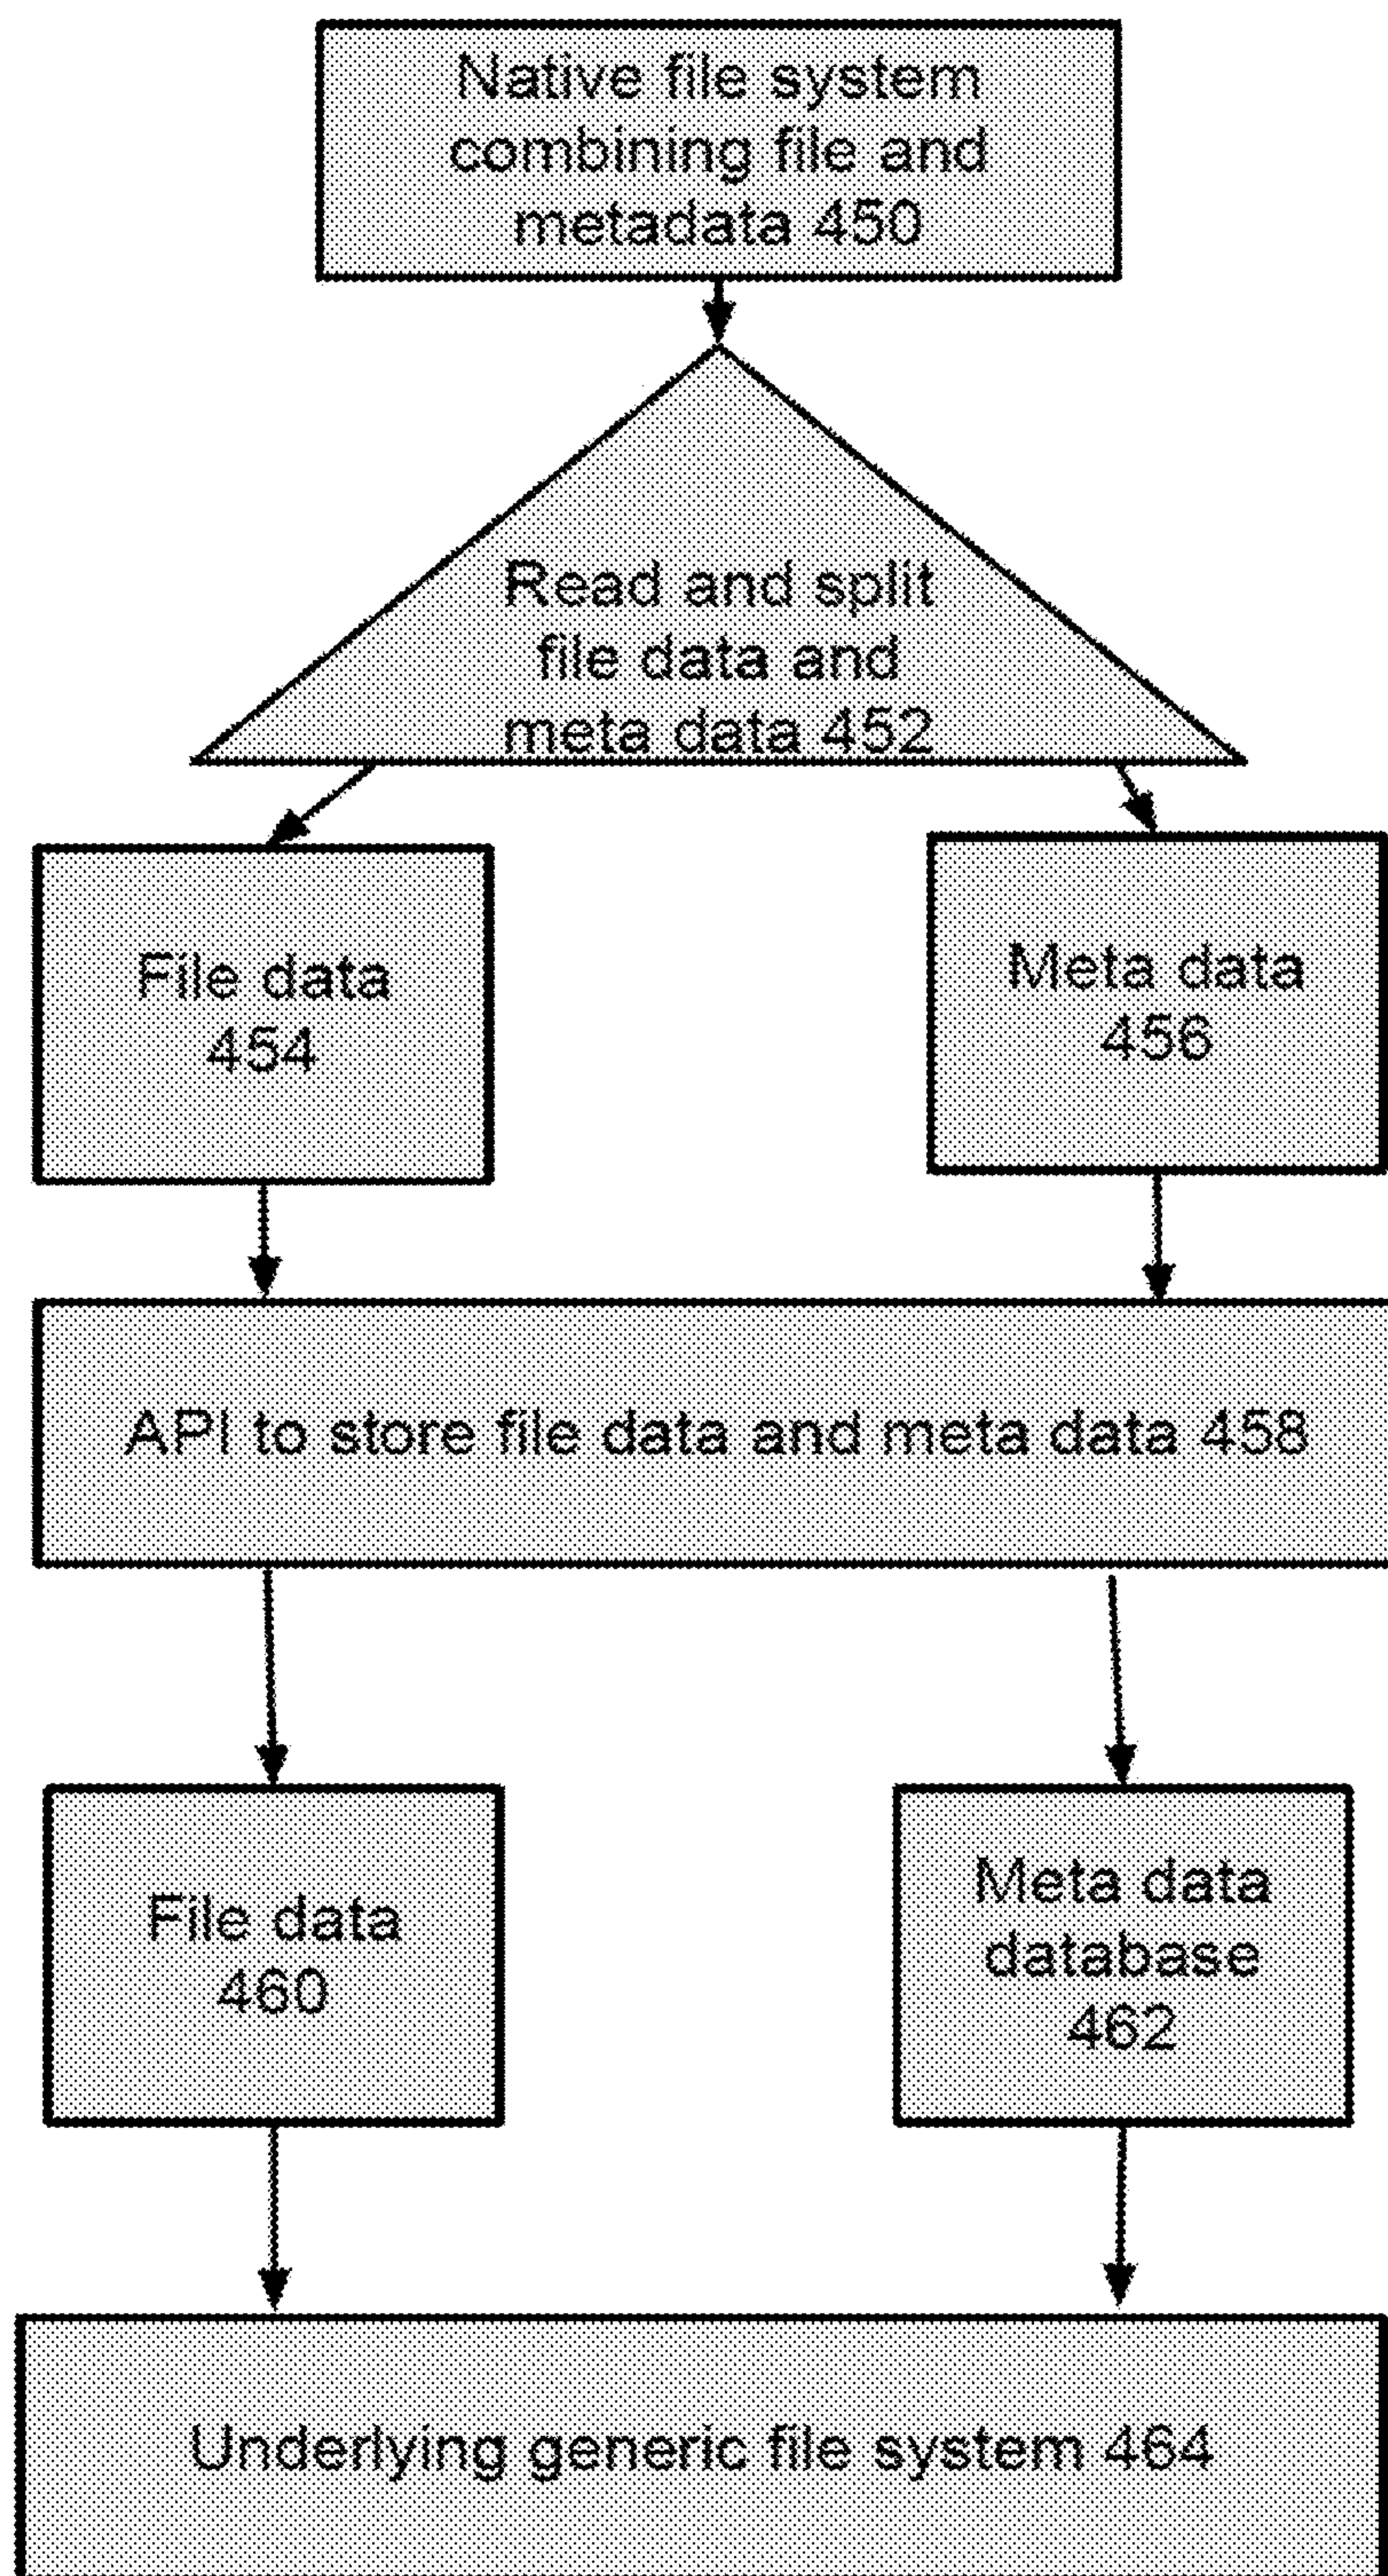 Native file system
combining file and
metadata 450
Read and split
file data and
meta data 452
File data
454
Meta data
456
API to store file data and meta data 458
File data
460
Meta data
database
462
Underlying generic file system 464